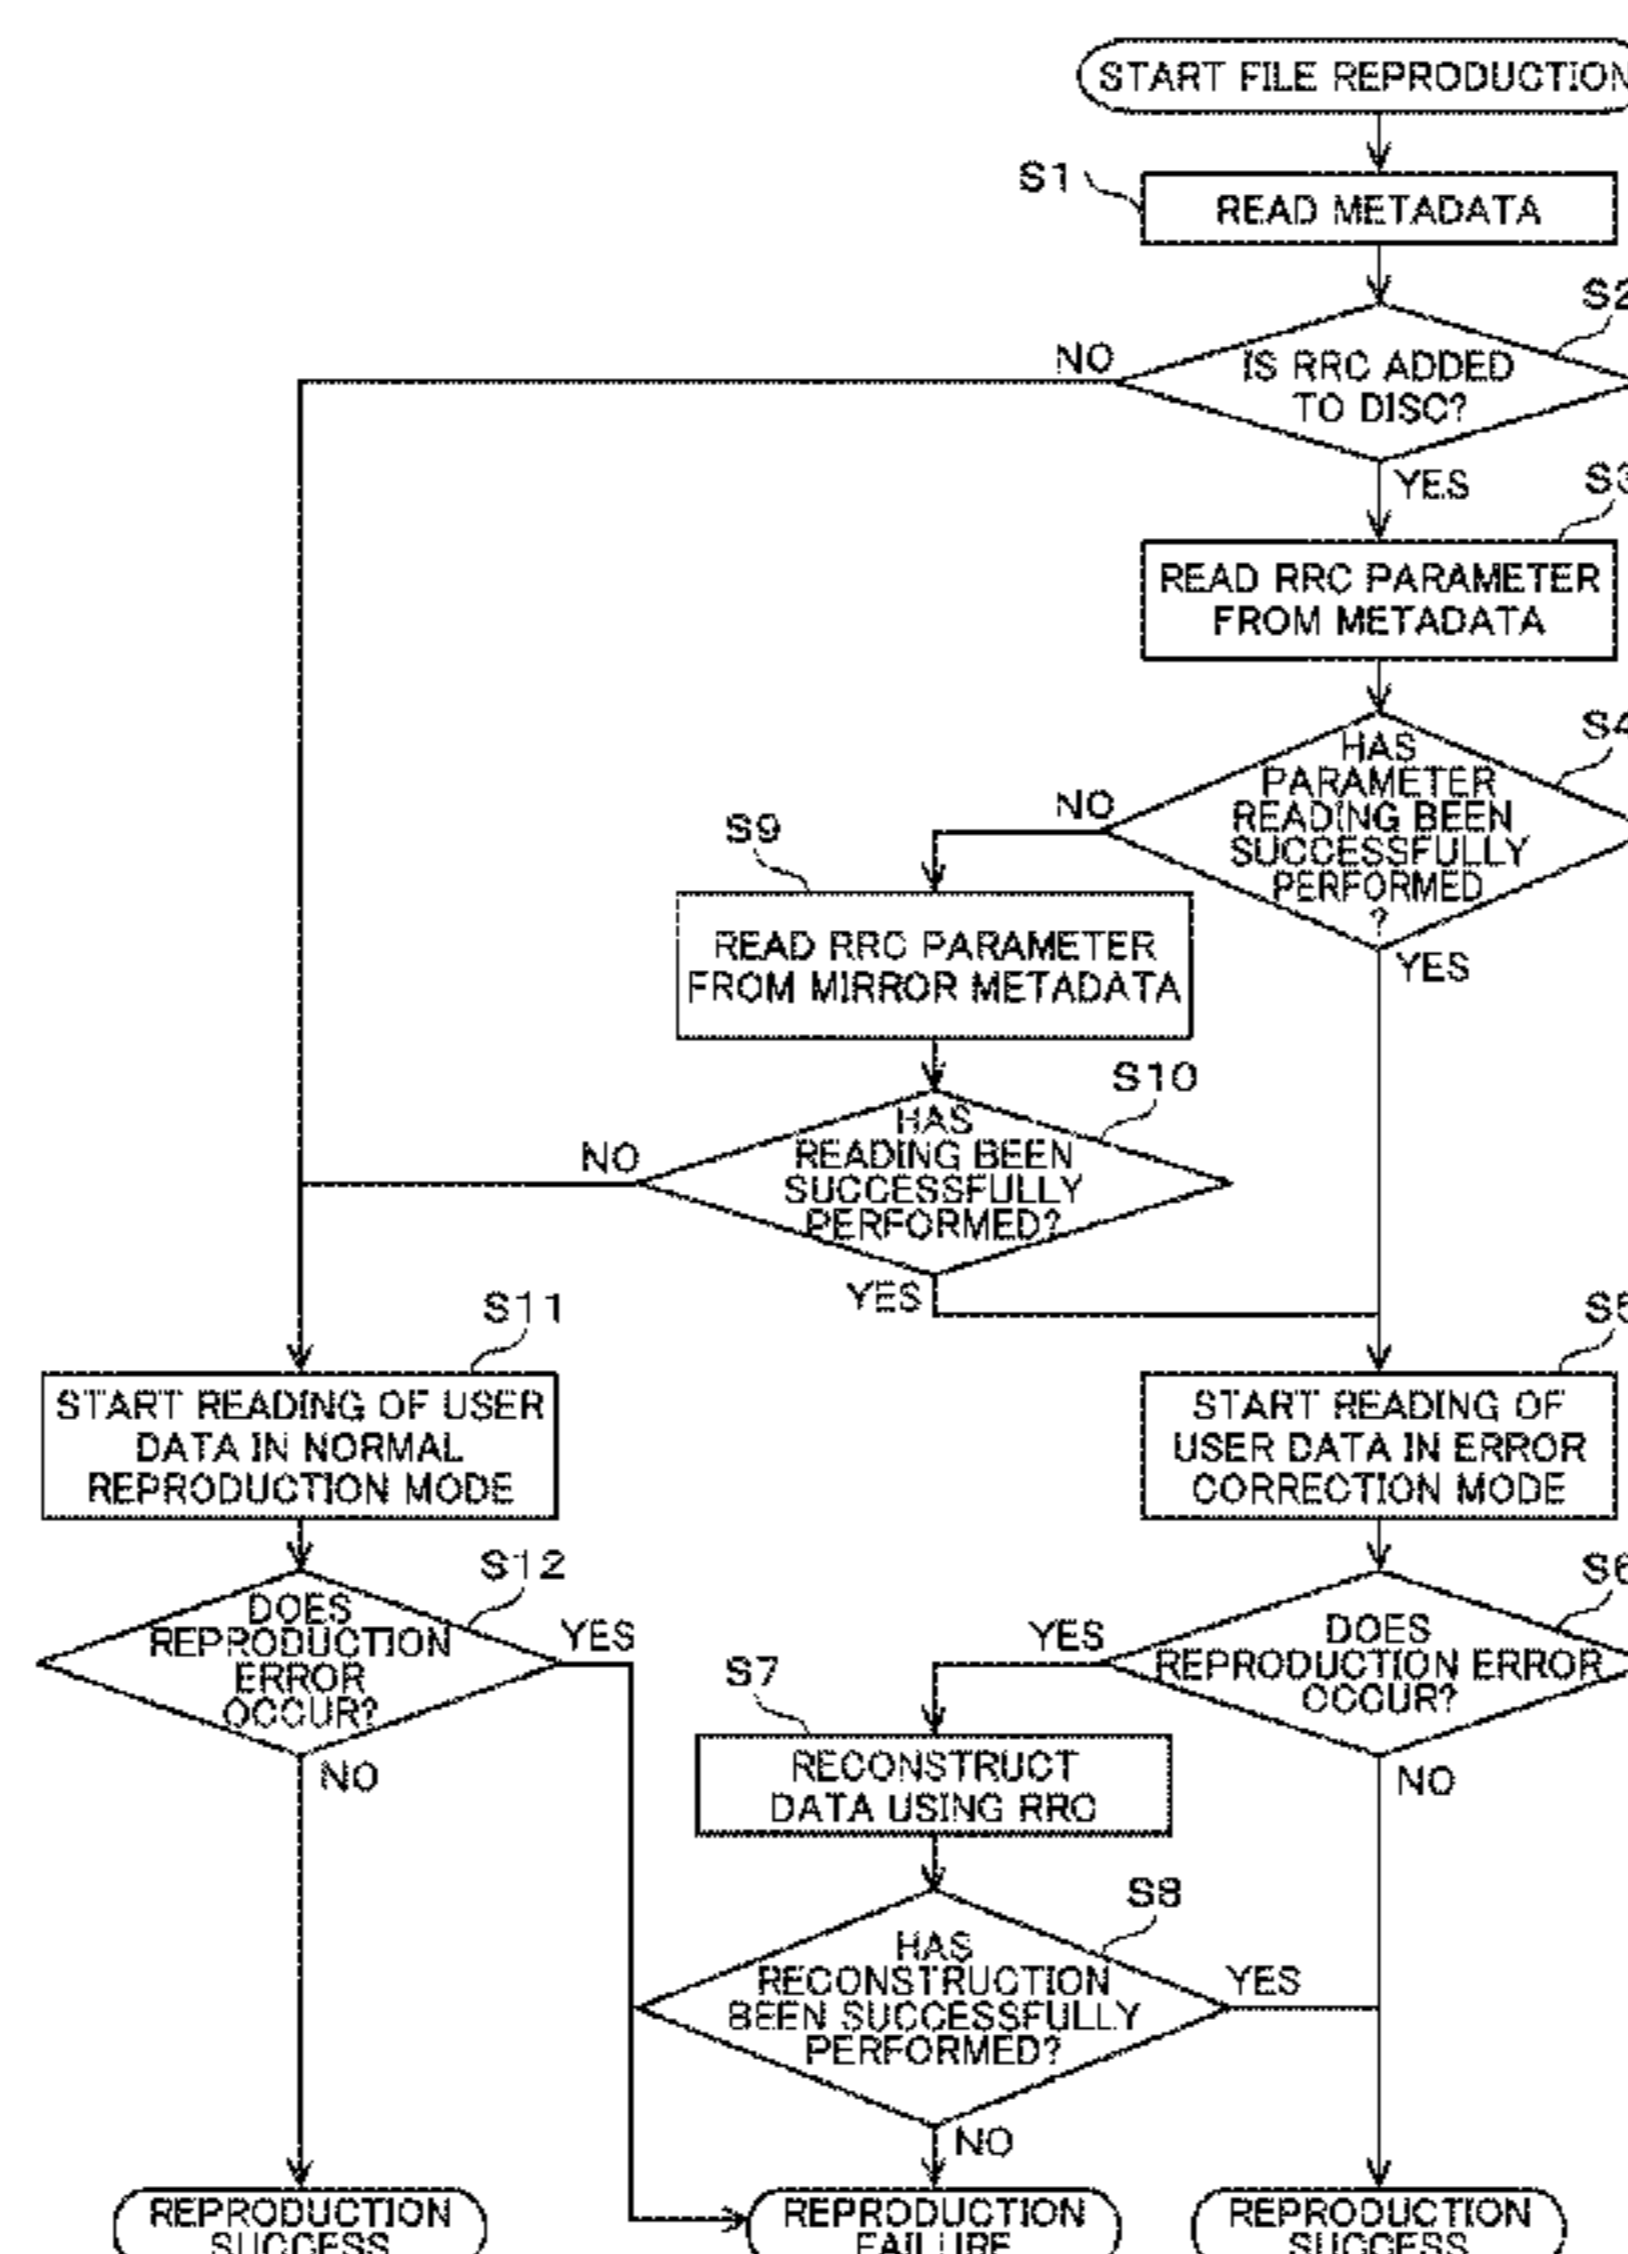 START FILE REPRODUCTION
S1
READ METADATA
S2
NO
IS RRC ADDED
TO DISC?
YES
S3
READ RRC PARAMETER
FROM METADATA
S4
HAS
PARAMETER
READING BEEN
SUCCESSFULLY
PERFORMED
?
NO
YES
S9
READ RRC PARAMETER
FROM MIRROR METADATA
S10
HAS
READING BEEN
SUCCESSFULLY
PERFORMED?
NO
YES
S11
START READING OF USER
DATA IN NORMAL
REPRODUCTION MODE
S5
START READING OF
USER DATA IN ERROR
CORRECTION MODE
S12
DOES
REPRODUCTION
ERROR
OCCUR?
YES
NO
S6
DOES
REPRODUCTION ERROR
OCCUR?
YES
NO
S7
RECONSTRUCT
DATA USING RRC
S8
HAS
RECONSTRUCTION
BEEN SUCCESSFULLY
PERFORMED?
YES
NO
REPRODUCTION
SUCCESS
REPRODUCTION
FAILURE
REPRODUCTION
SUCCESS